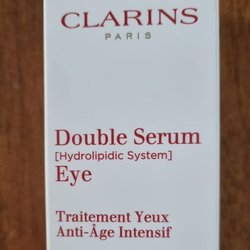 CLARINS
PARIS
Double Serum
[Hydrolipidic System]
Eye
Traitement Yeux
Anti-Âge Intensif